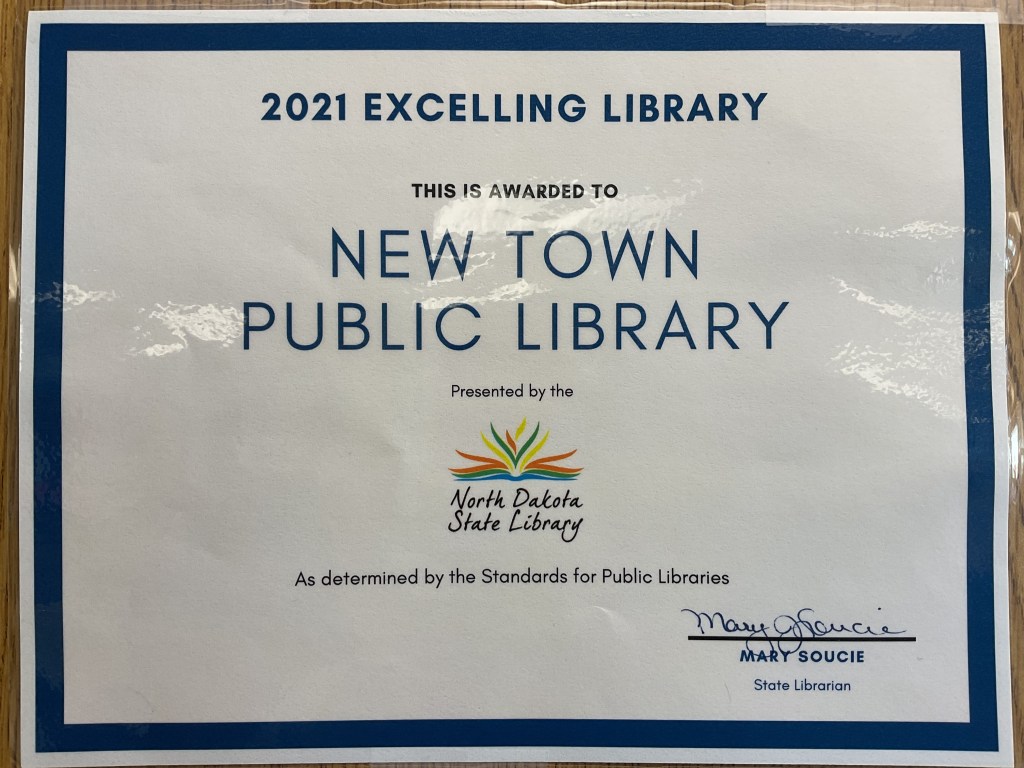 2021 EXCELLING LIBRARY
THIS IS AWARDED TO
NEW TOWN
PUBLIC LIBRARY
Presented by the
North Dakota
State Library
As determined by the Standards for Public Libraries
Mary J Soucie
MARY SOUCIE
State Librarian